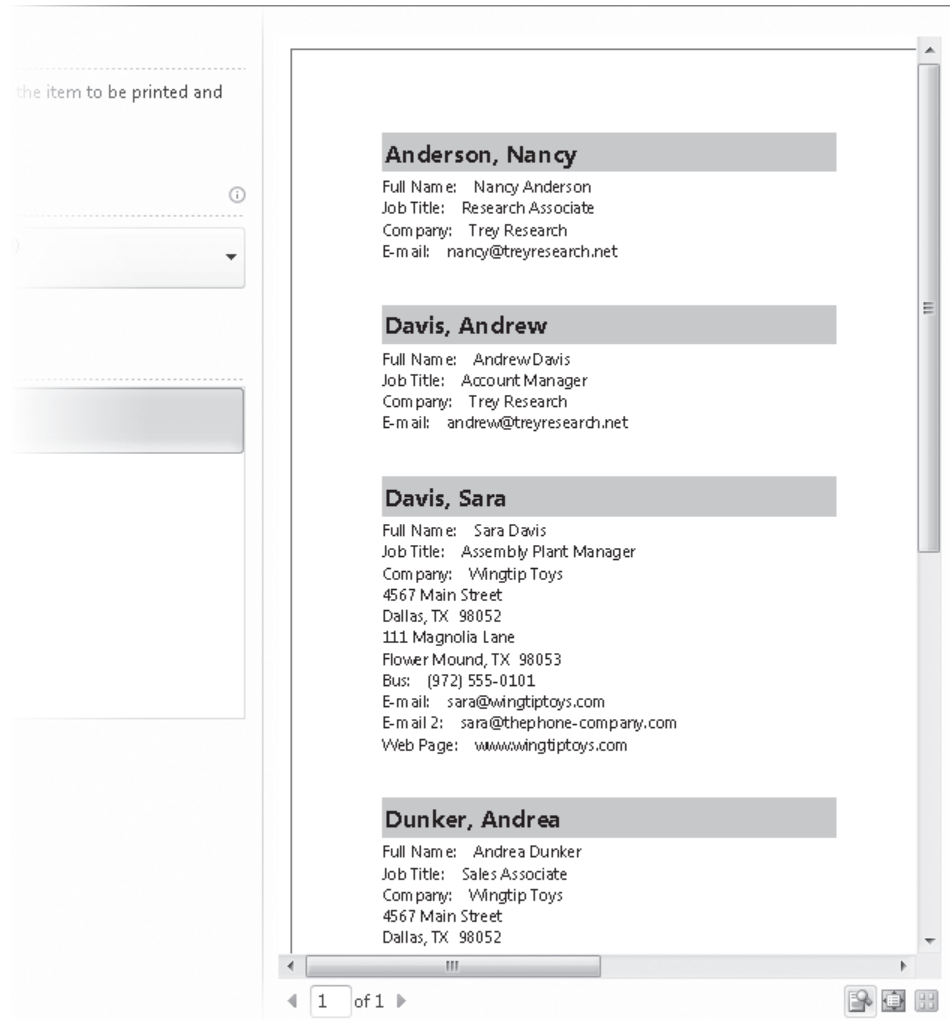 the item to be printed and
Anderson, Nancy
Full Name: Nancy Anderson
Job Title: Research Associate
Company: Trey Research
E-mail: nancy@treyresearch.net
Davis, Andrew
Full Name: Andrew Davis
Job Title: Account Manager
Company: Trey Research
E-mail: andrew@treyresearch.net
Davis, Sara
Full Name: Sara Davis
Job Title: Assembly Plant Manager
Company: Wingtip Toys
4567 Main Street
Dallas, TX 98052
111 Magnolia Lane
Flower Mound, TX 98053
Bus: (972) 555-0101
E-mail: sara@wingtiptoys.com
E-mail 2: sara@thephone-company.com
Web Page: www.wingtiptoys.com
Dunker, Andrea
Full Name: Andrea Dunker
Job Title: Sales Associate
Company: Wingtip Toys
4567 Main Street
Dallas, TX 98052
1 of 1